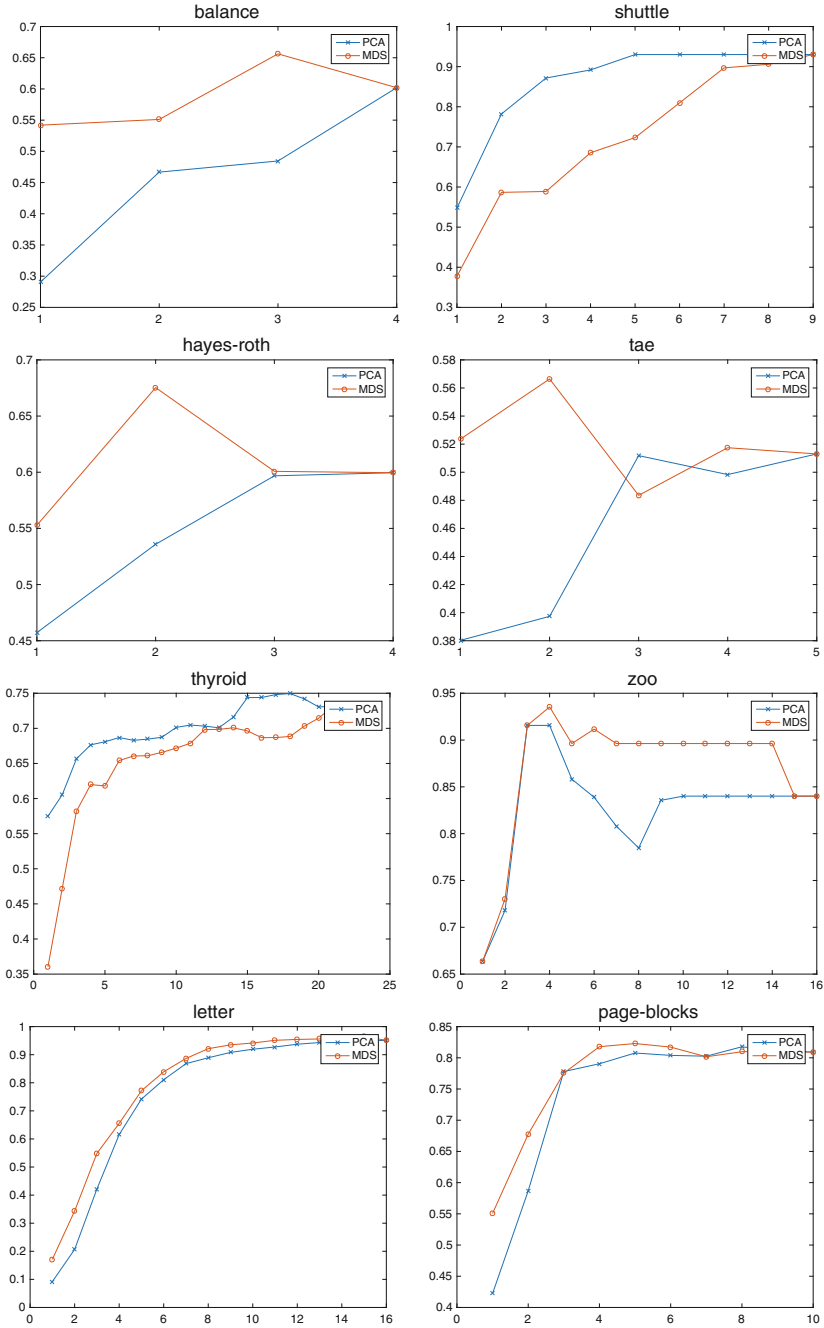 balance
0.7
0.65
0.6
0.55
0.5
0.45
0.4
0.35
0.3
0.25
1
2
3
4
PCA
MDS
shuttle
1
0.9
0.8
0.7
0.6
0.5
0.4
0.3
1 2 3 4 5 6 7 8 9
PCA
MDS
hayes-roth
0.7
0.65
0.6
0.55
0.5
0.45
1 2 3 4
PCA
MDS
tae
0.58
0.56
0.54
0.52
0.5
0.48
0.46
0.44
0.42
0.4
0.38
1 2 3 4 5
PCA
MDS
thyroid
0.75
0.7
0.65
0.6
0.55
0.5
0.45
0.4
0.35
0 5 10 15 20 25
PCA
MDS
zoo
0.95
0.9
0.85
0.8
0.75
0.7
0.65
0 2 4 6 8 10 12 14 16
PCA
MDS
letter
1
0.9
0.8
0.7
0.6
0.5
0.4
0.3
0.2
0.1
0
0 2 4 6 8 10 12 14 16
PCA
MDS
page-blocks
0.85
0.8
0.75
0.7
0.65
0.6
0.55
0.5
0.45
0.4
0 2 4 6 8 10
PCA
MDS